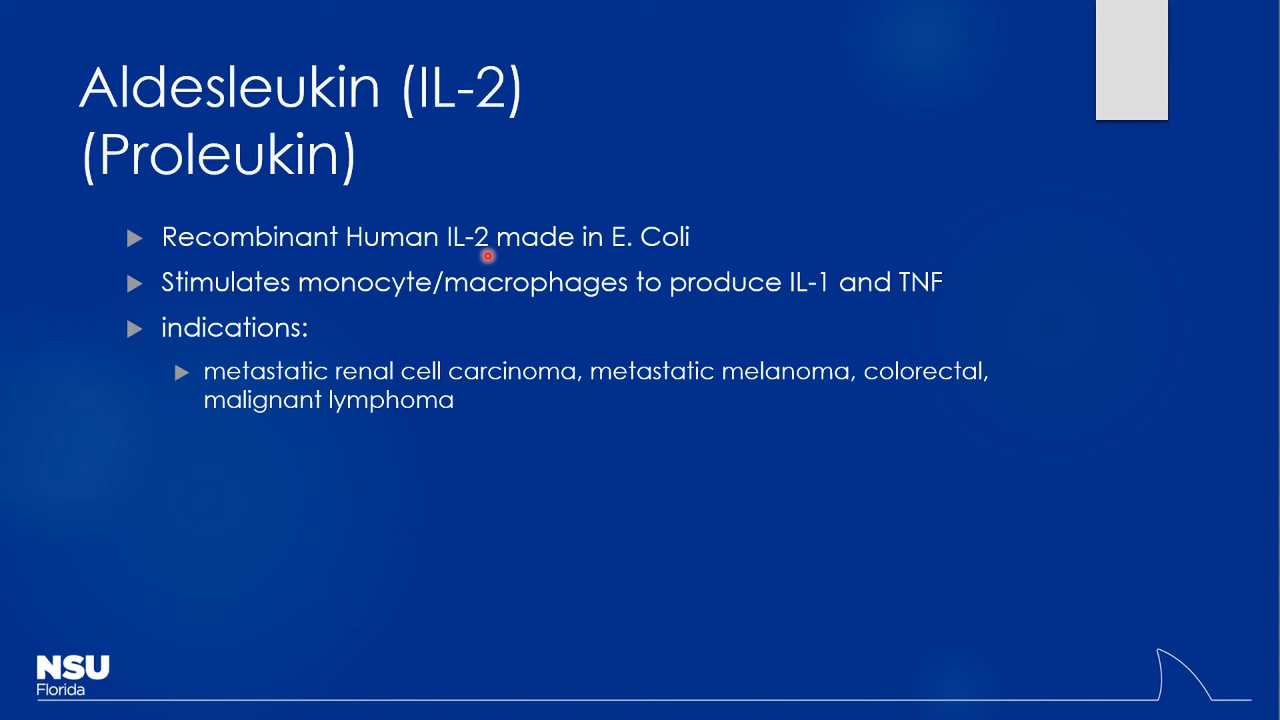 Aldesleukin (IL-2)
(Proleukin)
Recombinant Human IL-2 made in E. Coli
Stimulates monocyte/macrophages to produce IL-1 and TNF
indications:
metastatic renal cell carcinoma, metastatic melanoma, colorectal,
malignant lymphoma
NSU
Florida